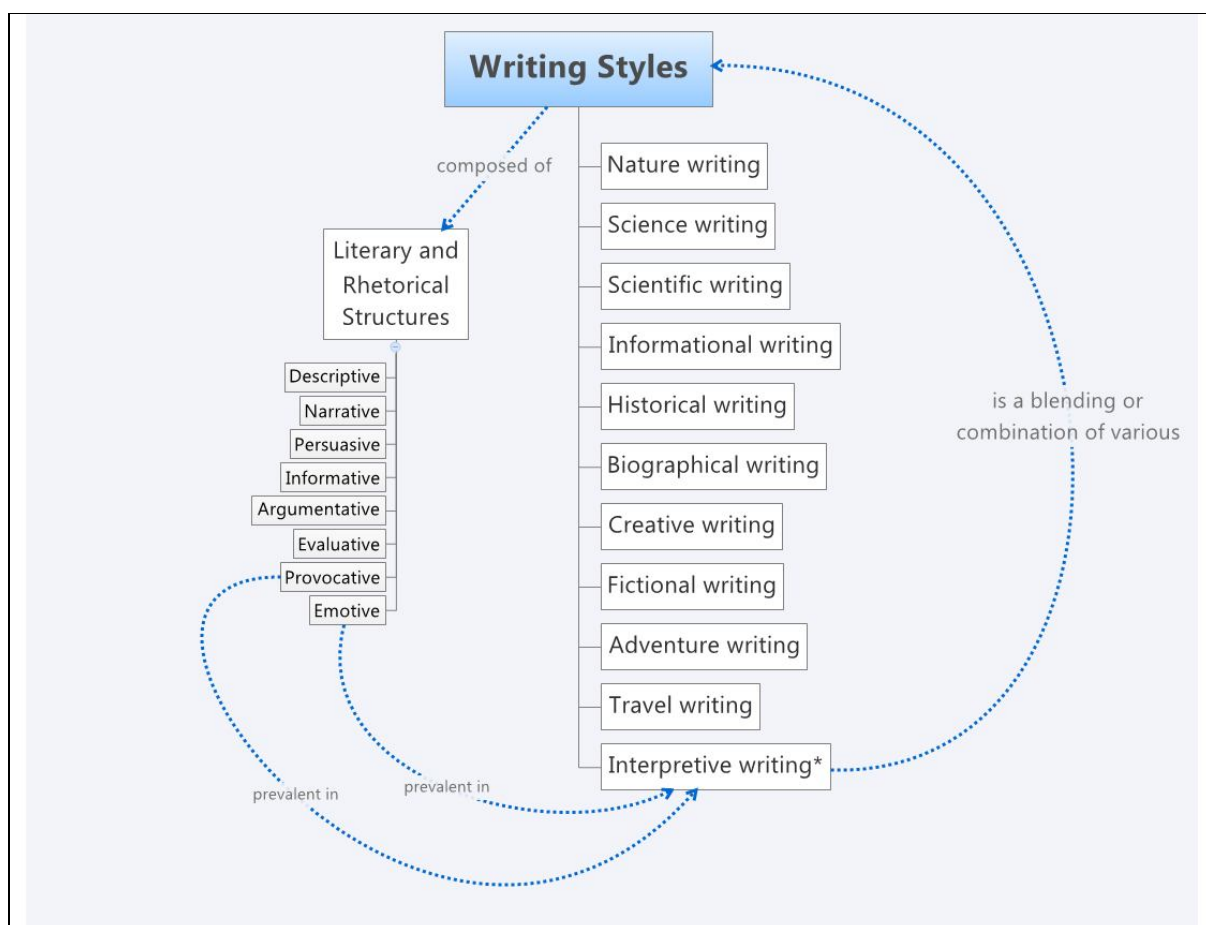 Writing Styles
composed of
Literary and
Rhetorical
Structures
Descriptive
Narrative
Persuasive
Informative
Argumentative
Evaluative
Provocative
Emotive
prevalent in
prevalent in
Nature writing
Science writing
Scientific writing
Informational writing
Historical writing
Biographical writing
Creative writing
Fictional writing
Adventure writing
Travel writing
Interpretive writing*
is a blending or
combination of various